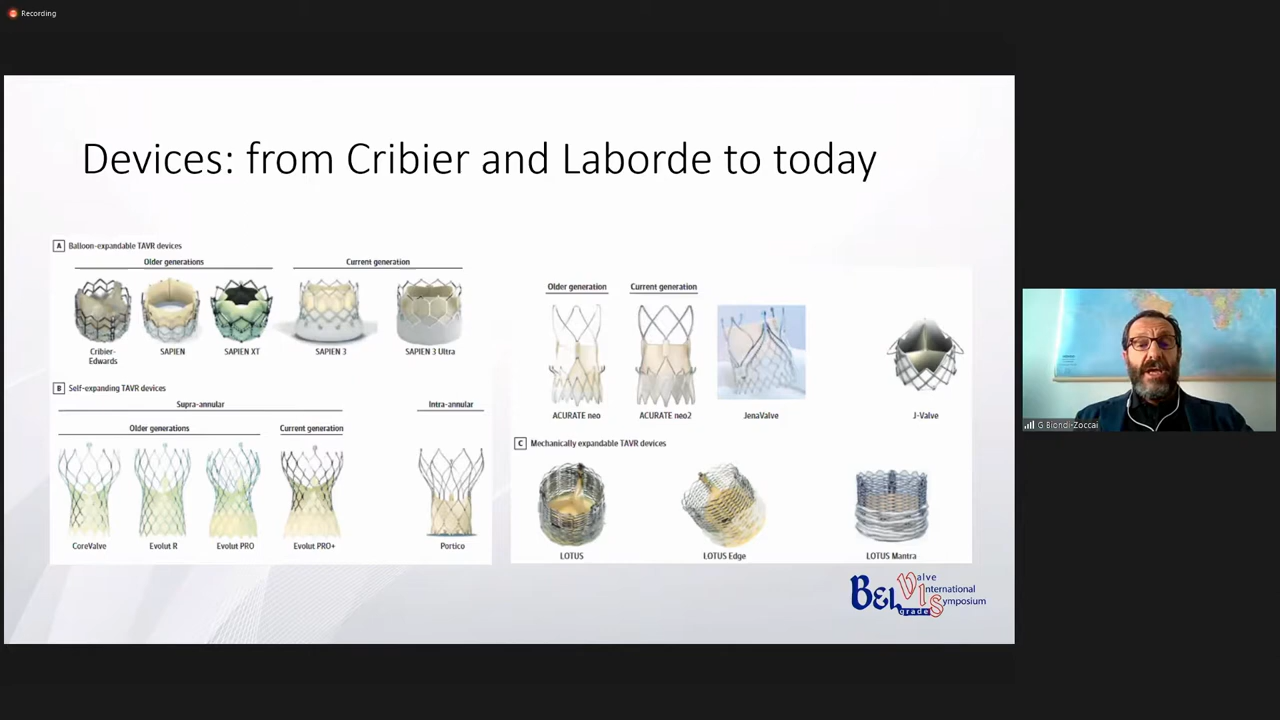 Recording
Devices: from Cribier and Laborde to today
A Balloon-expandable TAVR devices
Older generations
Current generation
Cribier-
Edwards
SAPIEN
SAPIEN XT
SAPIEN 3
SAPIEN 3 Ultra
B Self-expanding TAVR devices
Supra-annular
Intra-annular
Older generations
Current generation
CoreValve
Evolut R
Evolut PRO
Evolut PRO+
Portico
Older generation
Current generation
ACURATE neo
ACURATE neo2
JenaValve
J-Valve
C Mechanically expandable TAVR devices
LOTUS
LOTUS Edge
LOTUS Mantra
BELgrade
Valve
International
Symposium
G Biondi-Zoccai